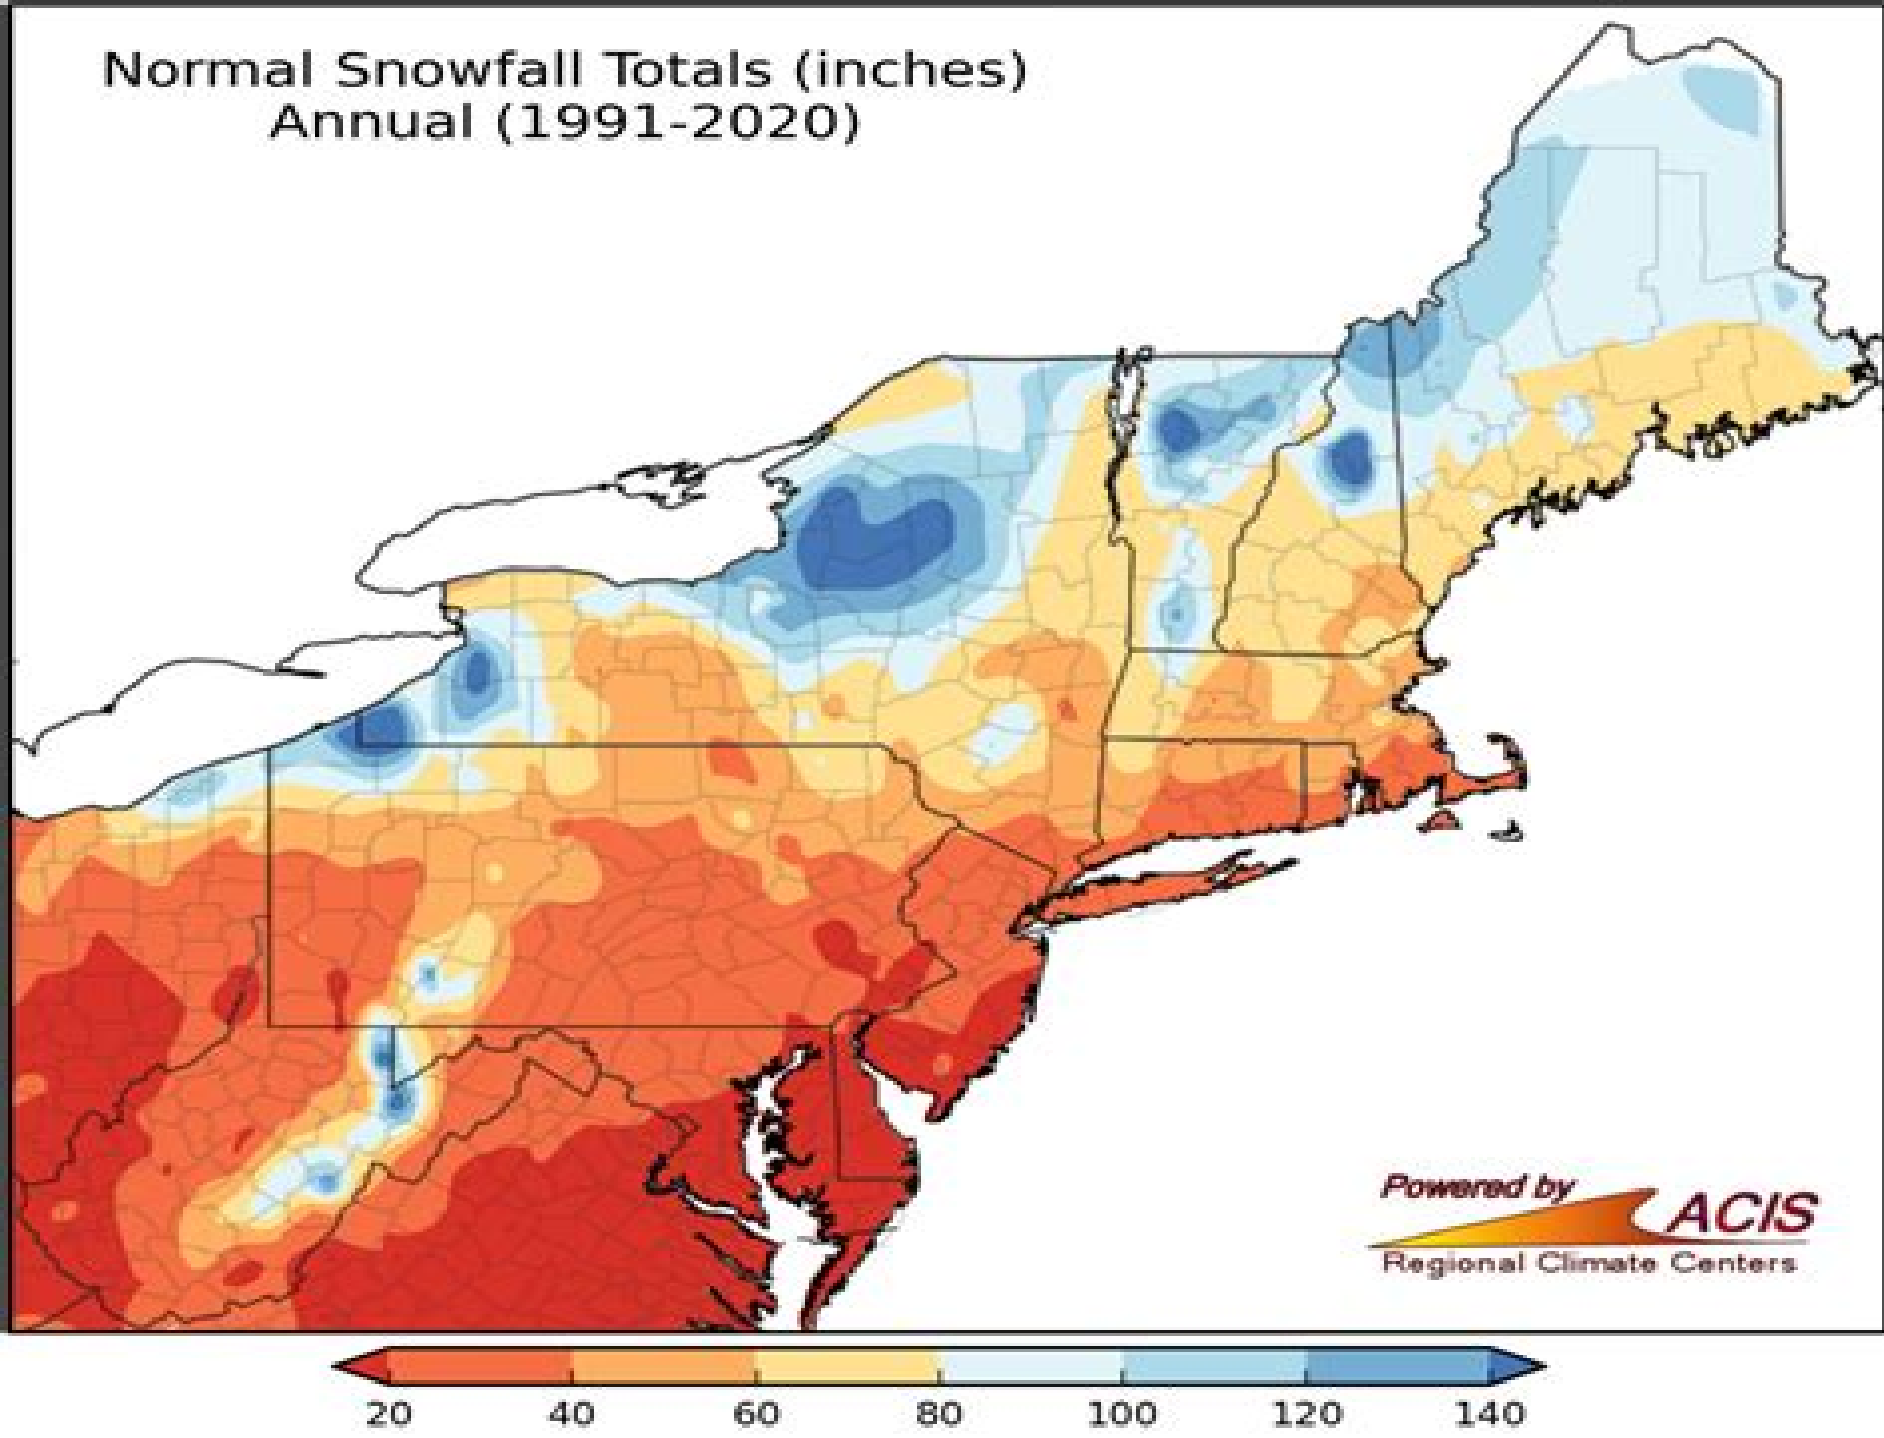 Normal Snowfall Totals (inches)
Annual (1991-2020)
Powered by
ACIS
Regional Climate Centers
20 40 60 80 100 120 140